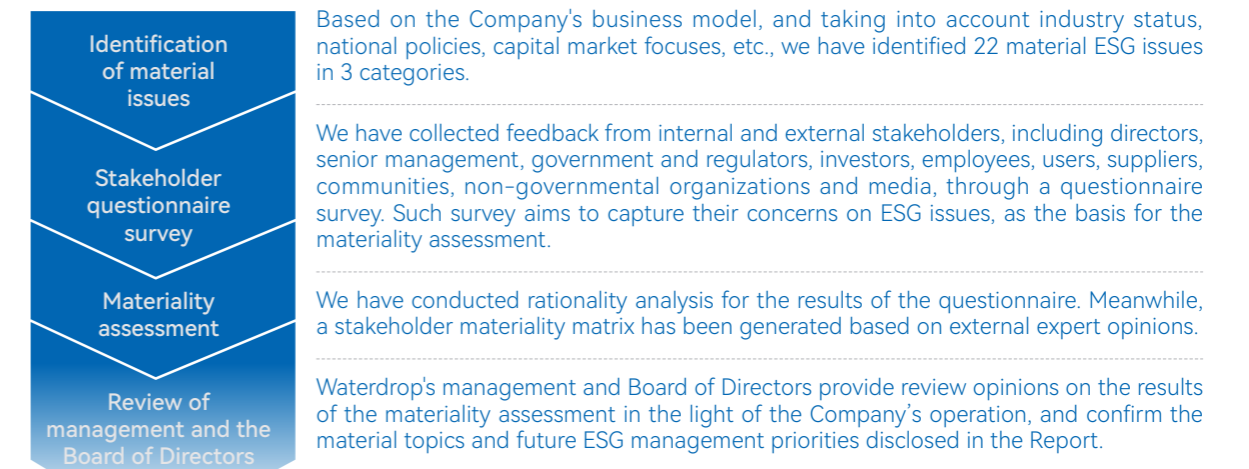 Identification
of material
issues
Based on the Company's business model, and taking into account industry status,
national policies, capital market focuses, etc., we have identified 22 material ESG issues
in 3 categories.
Stakeholder
questionnaire
survey
We have collected feedback from internal and external stakeholders, including directors,
senior management, government and regulators, investors, employees, users, suppliers,
communities, non-governmental organizations and media, through a questionnaire
survey. Such survey aims to capture their concerns on ESG issues, as the basis for the
materiality assessment.
Materiality
assessment
We have conducted rationality analysis for the results of the questionnaire. Meanwhile,
a stakeholder materiality matrix has been generated based on external expert opinions.
Review of
management and the
Board of Directors
Waterdrop's management and Board of Directors provide review opinions on the results
of the materiality assessment in the light of the Company’s operation, and confirm the
material topics and future ESG management priorities disclosed in the Report.